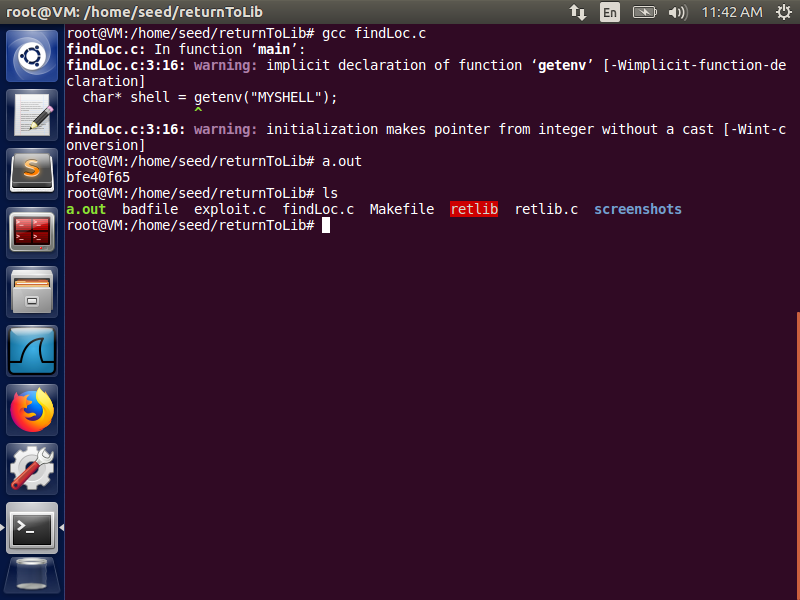 root@VM: /home/seed/returnToLib
En
11:42 AM
root@VM:/home/seed/returnToLib# gcc findLoc.c
findLoc.c: In function ‘main’:
findLoc.c:3:16: warning: implicit declaration of function ‘getenv’ [-Wimplicit-function-de
claration]
char* shell = getenv("MYSHELL");
^
findLoc.c:3:16: warning: initialization makes pointer from integer without a cast [-Wint-c
onversion]
root@VM:/home/seed/returnToLib# a.out
bfe40f65
root@VM:/home/seed/returnToLib# ls
a.out badfile exploit.c findLoc.c Makefile retlib retlib.c screenshots
root@VM:/home/seed/returnToLib#